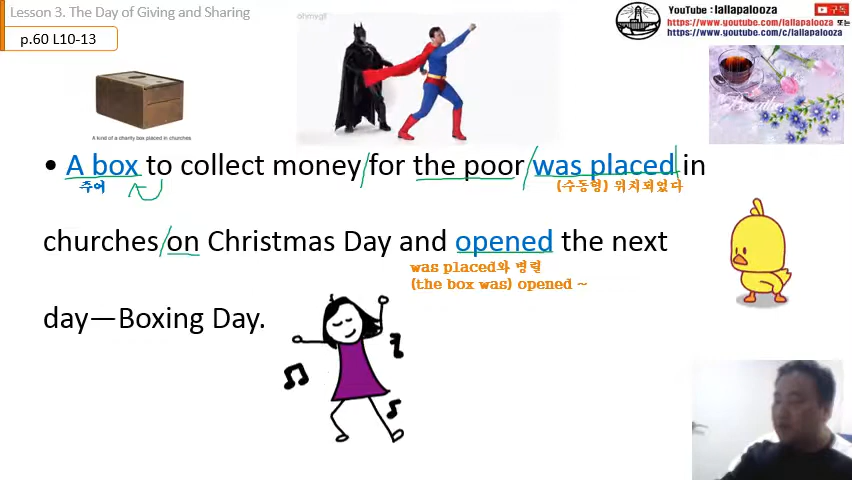 Lesson 3. The Day of Giving and Sharing
p.60 L10-13
YouTube : lallapalooza
구독
https://www.youtube.com/lallapalooza 또는
https://www.youtube.com/c/lallapalooza
ohmygif
Breathe
A kind of a charity box placed in churches
• A box to collect money for the poor was placed in
주어
(수동형) 위치되었다
churches on Christmas Day and opened the next
was placed와 병렬
(the box was) opened ~
day—Boxing Day.